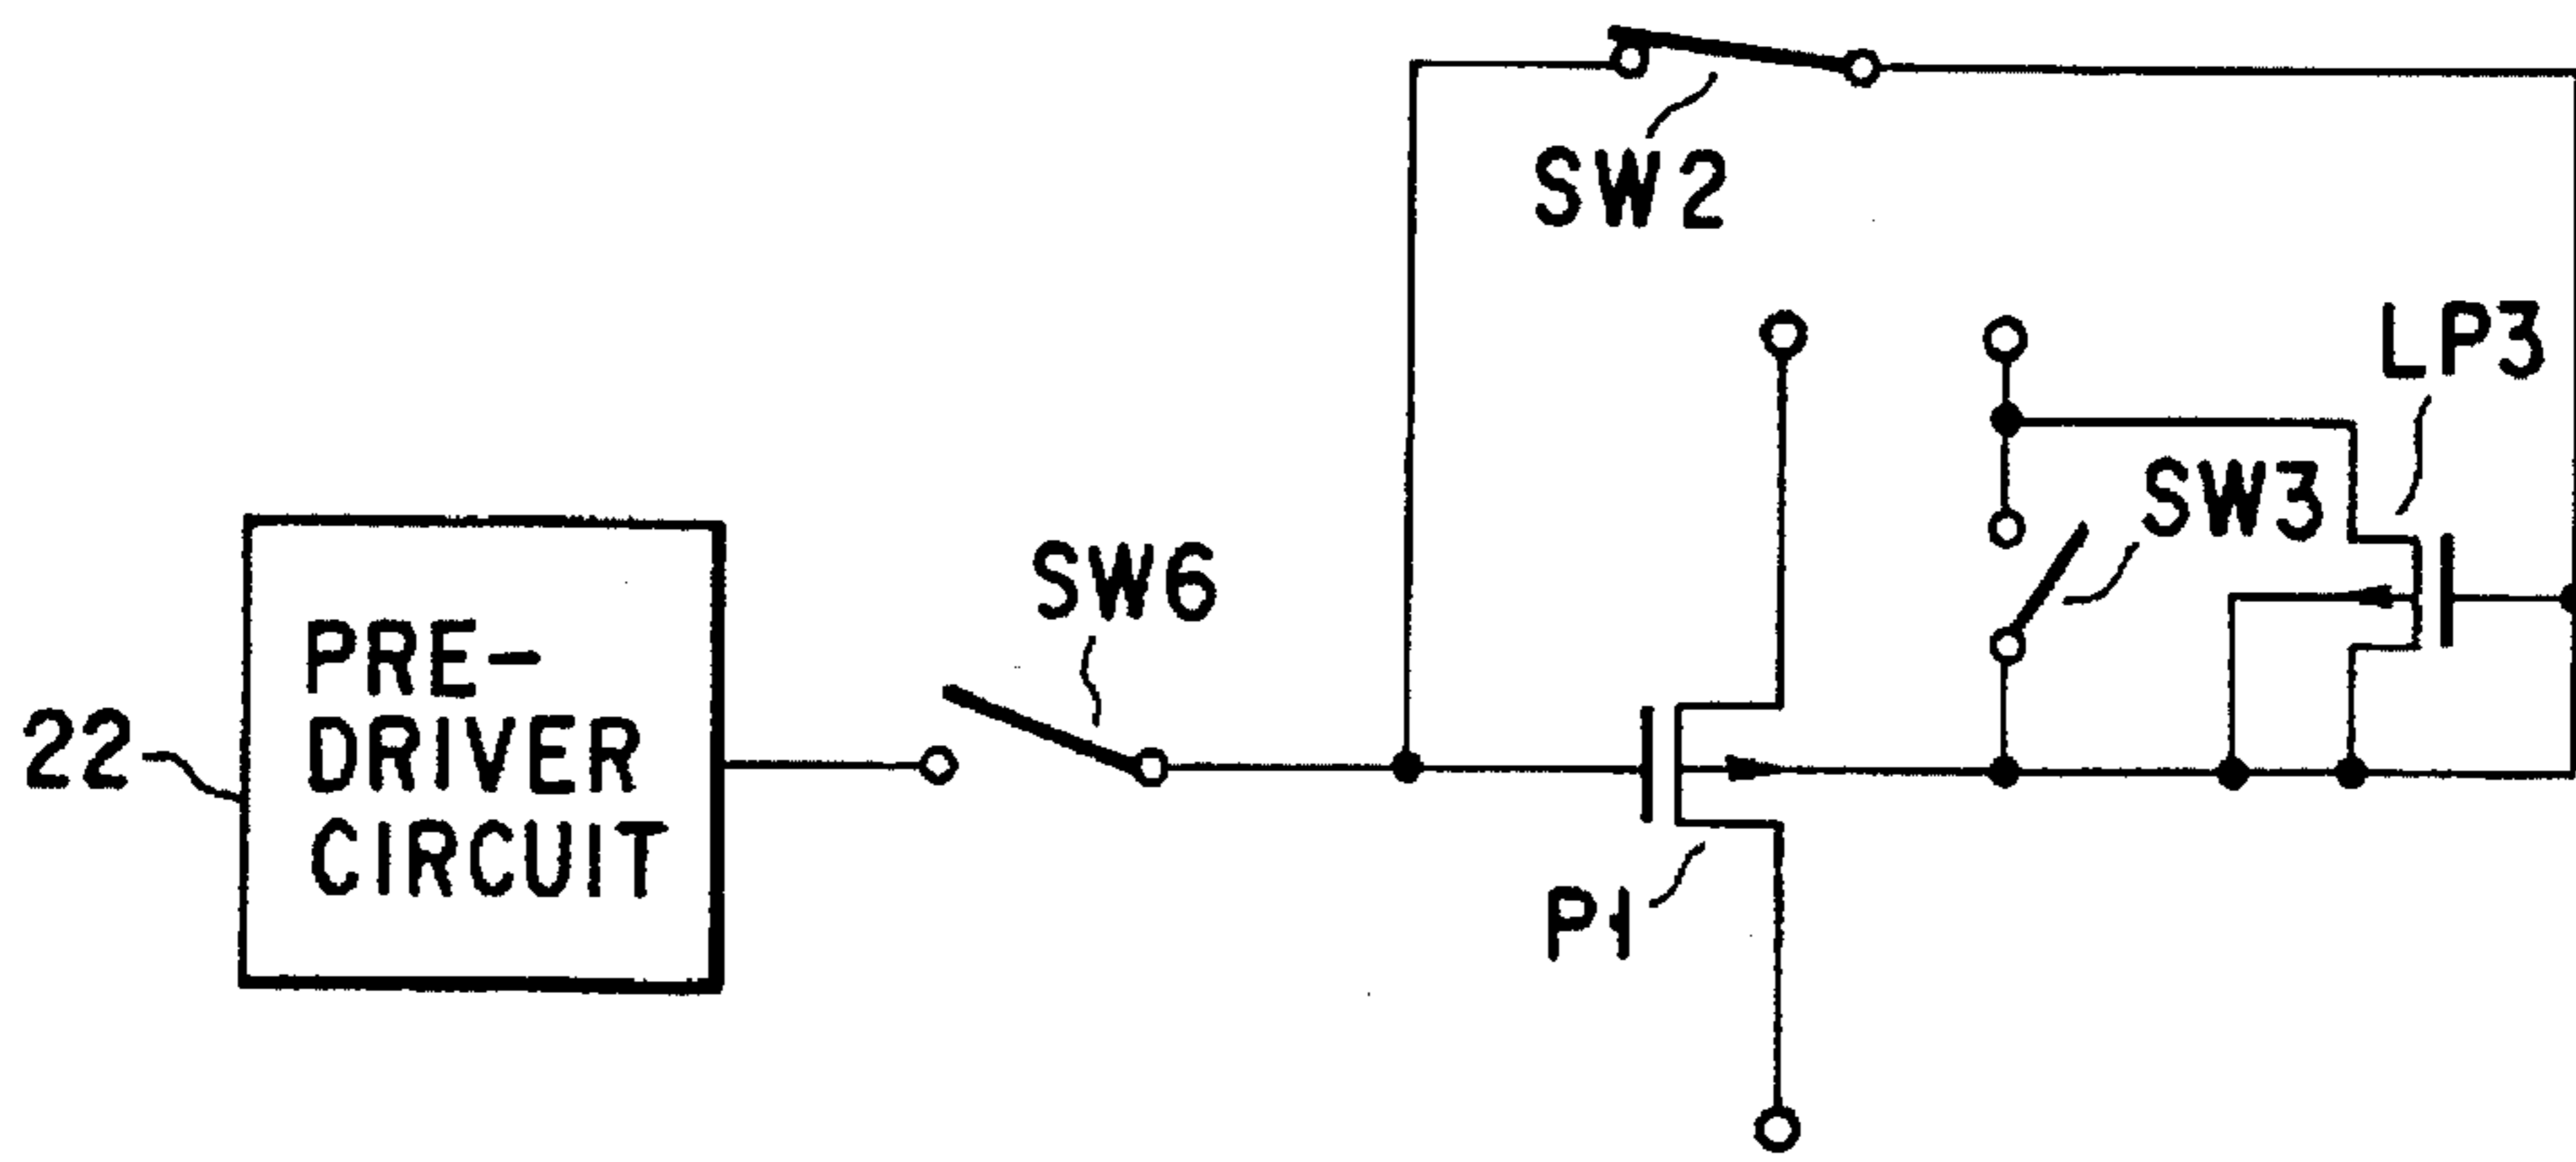 SW2
LP3
SW3
SW6
PRE-
DRIVER
CIRCUIT
22
P1